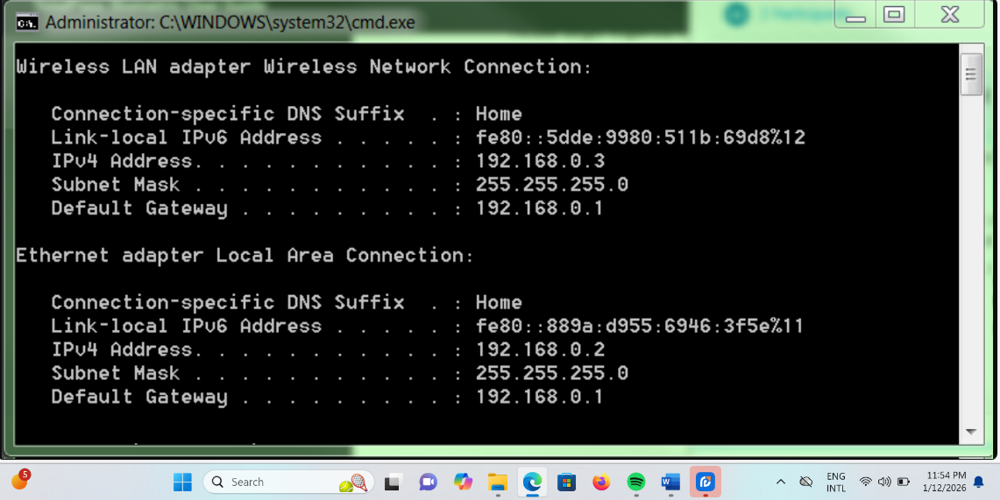 Administrator: C:\WINDOWS\system32\cmd.exe
Wireless LAN adapter Wireless Network Connection:
Connection-specific DNS Suffix . : Home
Link-local IPv6 Address . . . . . : fe80::5dde:9980:511b:69d8%12
IPv4 Address. . . . . . . . . . . : 192.168.0.3
Subnet Mask . . . . . . . . . . . : 255.255.255.0
Default Gateway . . . . . . . . . : 192.168.0.1
Ethernet adapter Local Area Connection:
Connection-specific DNS Suffix . : Home
Link-local IPv6 Address . . . . . : fe80::889a:d955:6946:3f5e%11
IPv4 Address. . . . . . . . . . . : 192.168.0.2
Subnet Mask . . . . . . . . . . . : 255.255.255.0
Default Gateway . . . . . . . . . : 192.168.0.1
5
Search
ENG
INTL
11:54 PM
1/12/2026